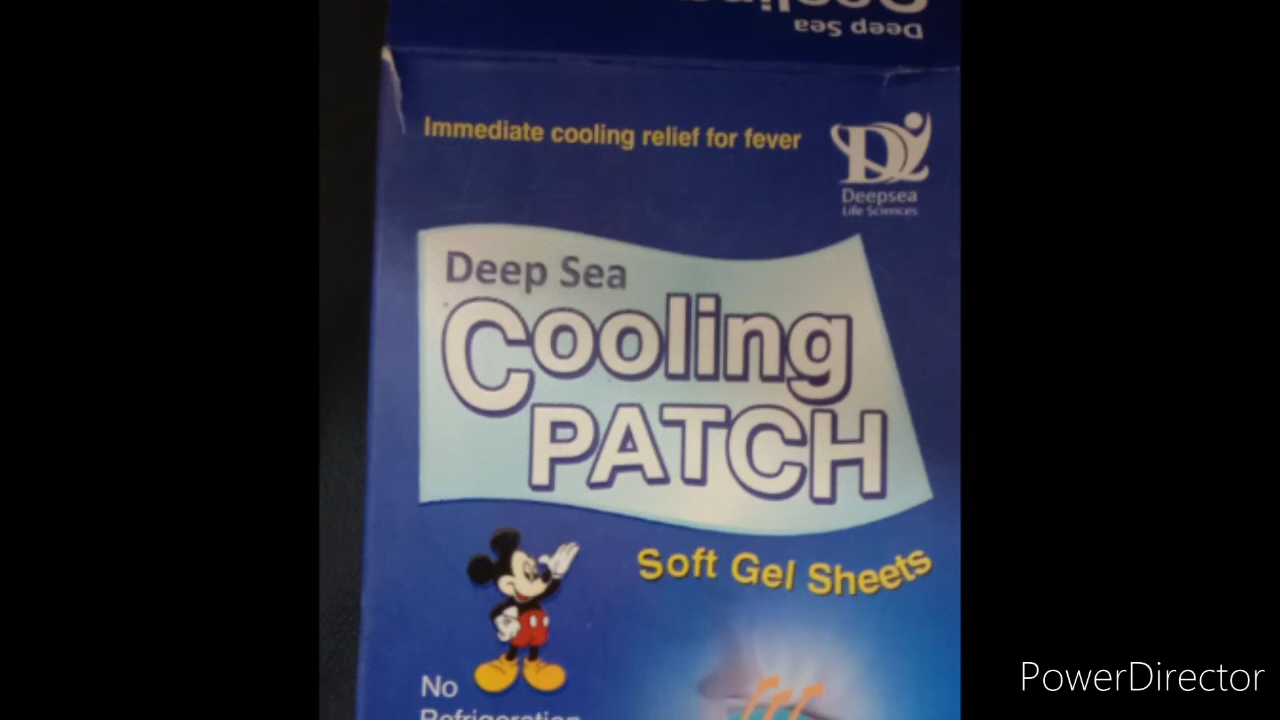 Deep Sea
Immediate cooling relief for fever
Deepsea
Life Sciences
Deep Sea
Cooling
PATCH
Soft Gel Sheets
No
Refrigeration
PowerDirector